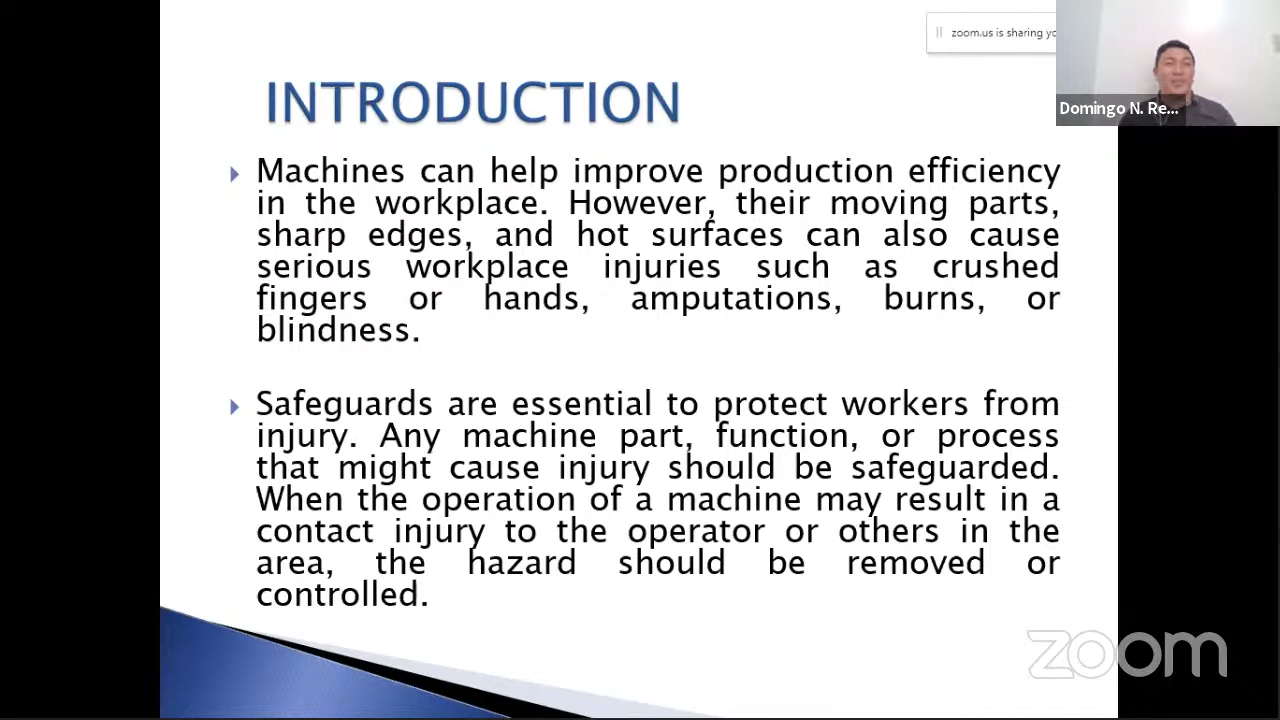 zoom.us is sharing yo
Domingo N. Re...
INTRODUCTION
Machines can help improve production efficiency
in the workplace. However, their moving parts,
sharp edges, and hot surfaces can also cause
serious workplace injuries such as crushed
fingers or hands, amputations, burns, or
blindness.
Safeguards are essential to protect workers from
injury. Any machine part, function, or process
that might cause injury should be safeguarded.
When the operation of a machine may result in a
contact injury to the operator or others in the
area, the hazard should be removed or
controlled.
zoom